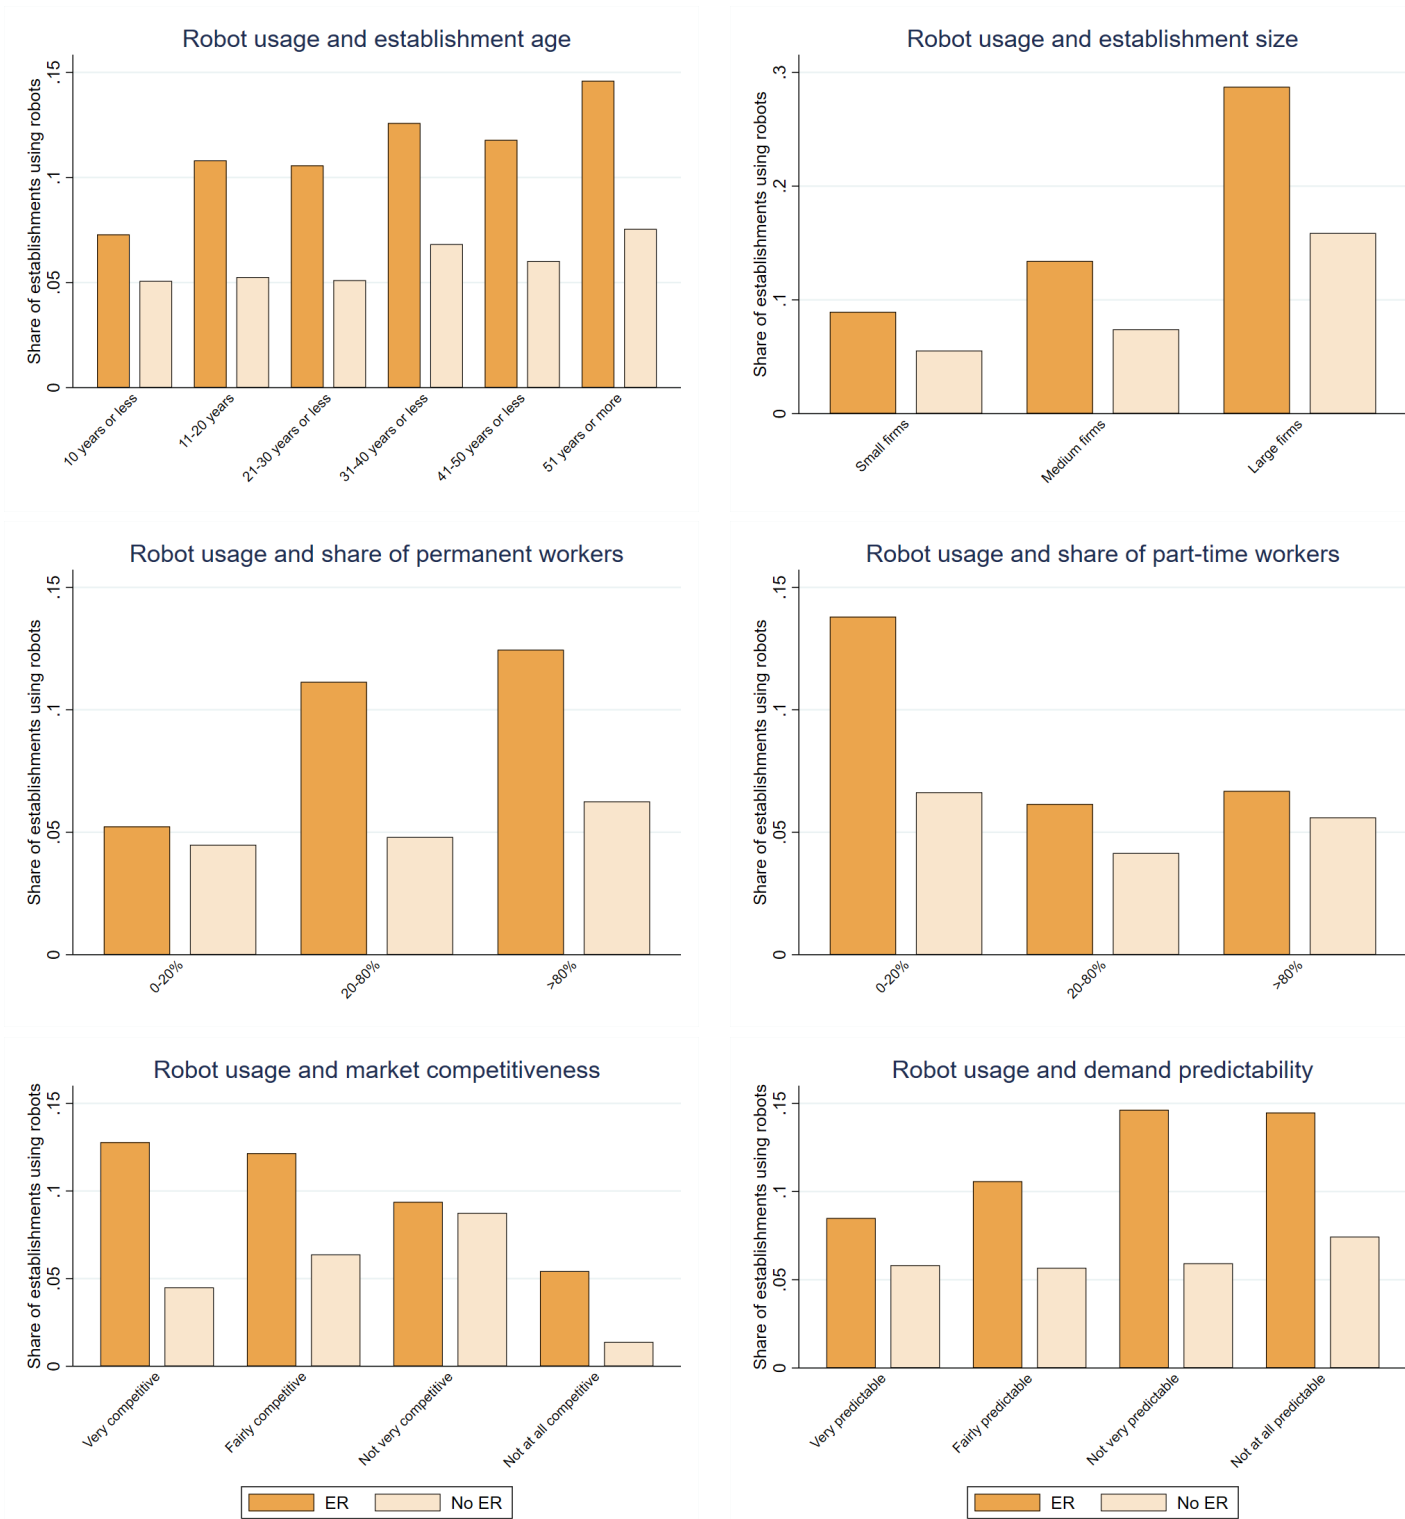 Robot usage and establishment age
Share of establishments using robots
.15
.1
.05
0
10 years or less
11-20 years
21-30 years or less
31-40 years or less
41-50 years or less
51 years or more
Robot usage and establishment size
Share of establishments using robots
.3
.2
.1
0
Small firms
Medium firms
Large firms
Robot usage and share of permanent workers
Share of establishments using robots
.15
.1
.05
0
0-20%
20-80%
>80%
Robot usage and share of part-time workers
Share of establishments using robots
.15
.1
.05
0
0-20%
20-80%
>80%
Robot usage and market competitiveness
Share of establishments using robots
.15
.1
.05
0
Very competitive
Fairly competitive
Not very competitive
Not at all competitive
ER
No ER
Robot usage and demand predictability
Share of establishments using robots
.15
.1
.05
0
Very predictable
Fairly predictable
Not very predictable
Not at all predictable
ER
No ER